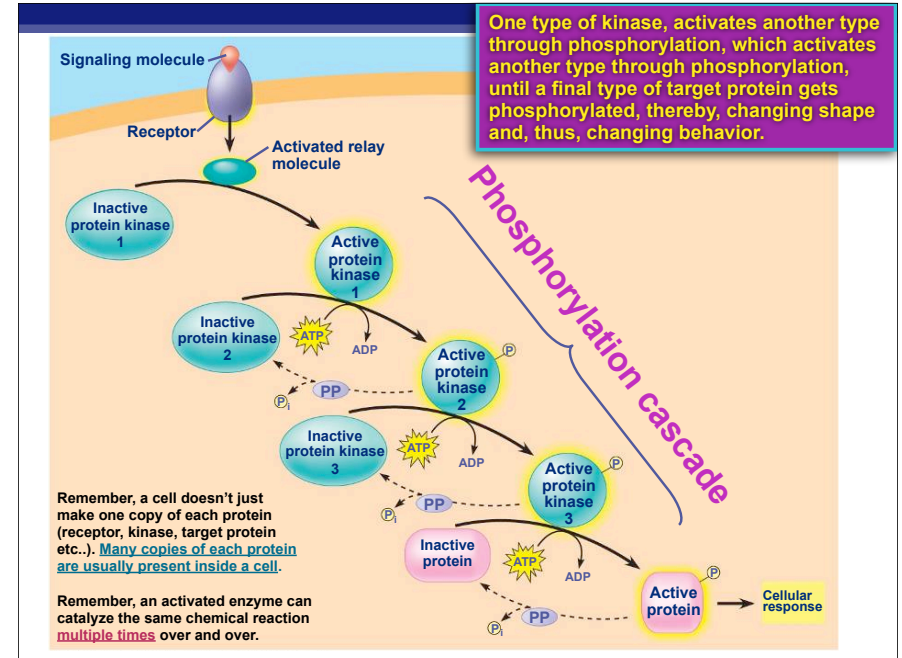 One type of kinase, activates another type
through phosphorylation, which activates
another type through phosphorylation,
until a final type of target protein gets
phosphorylated, thereby, changing shape
and, thus, changing behavior.
Signaling molecule
Receptor
Activated relay
molecule
Inactive
protein kinase
1
Active
protein
kinase
1
Phosphorylation cascade
Inactive
protein kinase
2
ATP
ADP
Active
protein
kinase
2
P
PP
Pi
Inactive
protein kinase
3
ATP
ADP
Active
protein
kinase
3
P
PP
Pi
Inactive
protein
ATP
ADP
Active
protein
P
PP
Pi
Cellular
response
Remember, a cell doesn’t just
make one copy of each protein
(receptor, kinase, target protein
etc..). Many copies of each protein
are usually present inside a cell.
Remember, an activated enzyme can
catalyze the same chemical reaction
multiple times over and over.